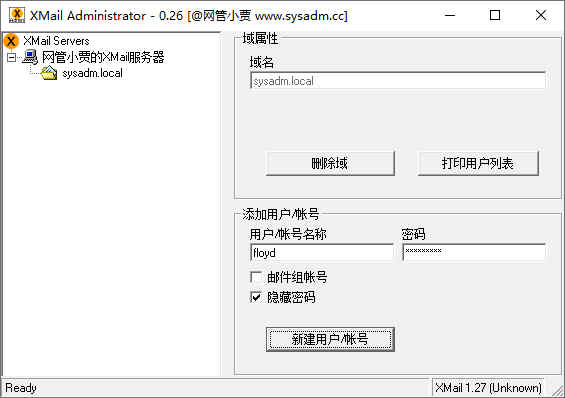 XMail Administrator - 0.26 [@网管小贾 www.sysadm.cc]
XMail Servers
网管小贾的XMail服务器
sysadm.local
域属性
域名
sysadm.local
删除域
打印用户列表
添加用户/帐号
用户/帐号名称
密码
floyd
*********
邮件组帐号
隐藏密码
新建用户/帐号
Ready
XMail 1.27 (Unknown)